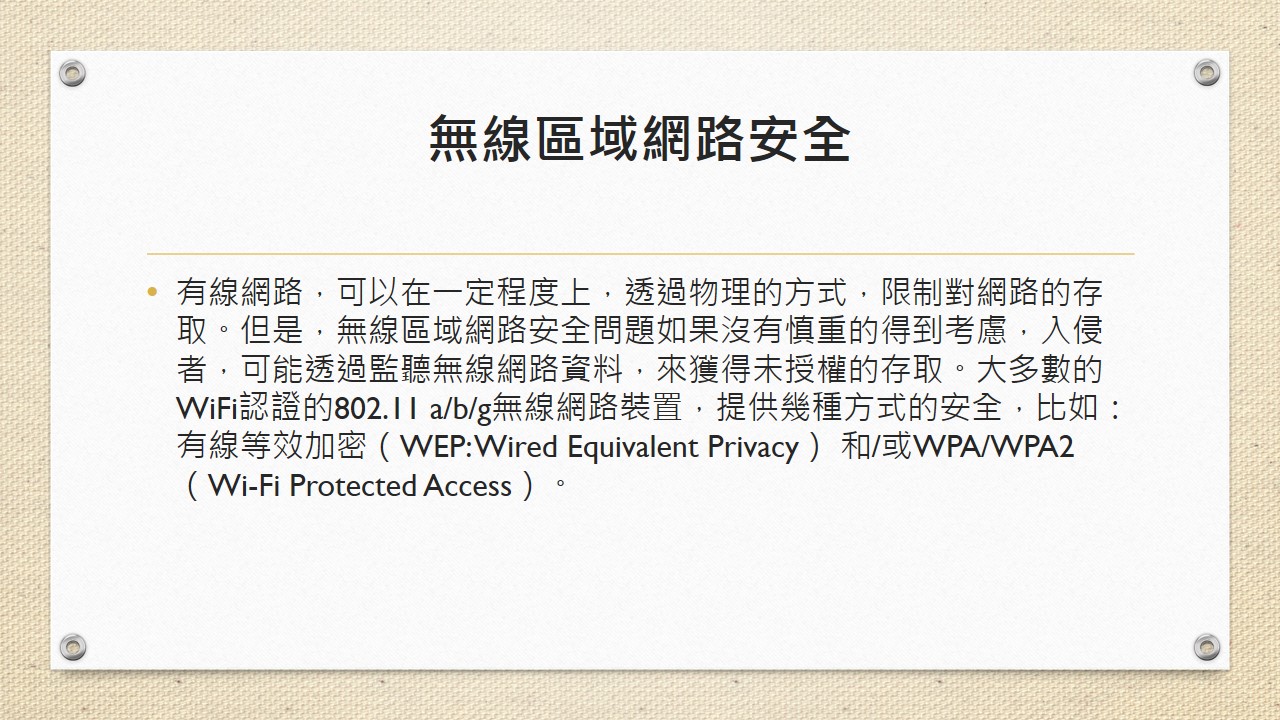 無線區域網路安全
• 有線網路，可以在一定程度上，透過物理的方式，限制對網路的存
取。但是，無線區域網路安全問題如果沒有慎重的得到考慮，入侵
者，可能透過監聽無線網路資料，來獲得未授權的存取。大多數的
WiFi認證的802.11 a/b/g無線網路裝置，提供幾種方式的安全，比如：
有線等效加密（WEP:Wired Equivalent Privacy） 和/或WPA/WPA2
（Wi-Fi Protected Access）。